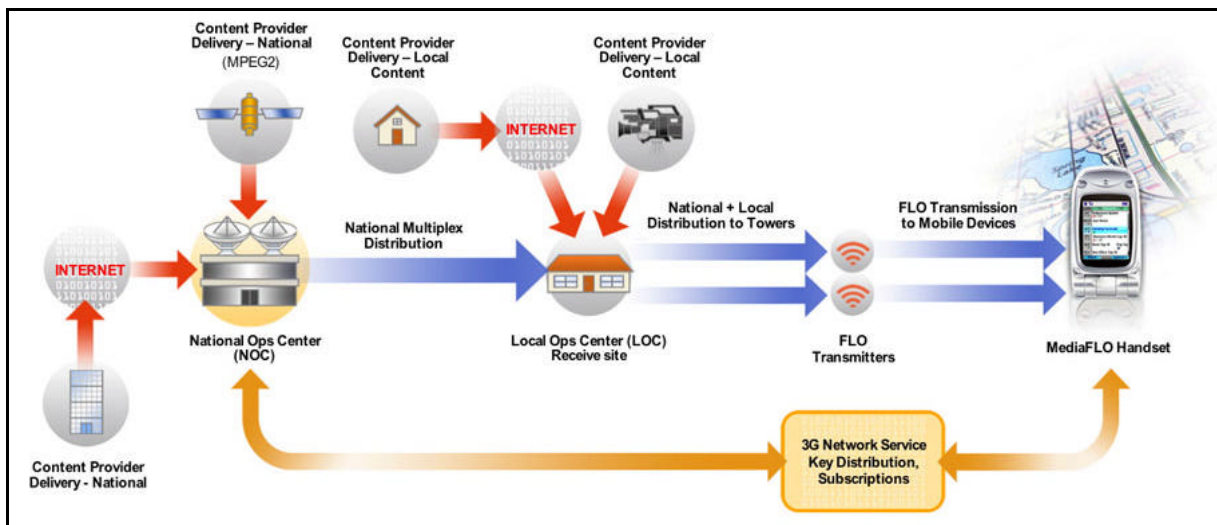 Content Provider
Delivery – National
(MPEG2)
Content Provider
Delivery – Local
Content
Content Provider
Delivery – Local
Content
INTERNET
National Multiplex
Distribution
National + Local
Distribution to Towers
FLO Transmission
to Mobile Devices
INTERNET
National Ops Center
(NOC)
Local Ops Center (LOC)
Receive site
FLO
Transmitters
MediaFLO Handset
Content Provider
Delivery - National
3G Network Service
Key Distribution,
Subscriptions